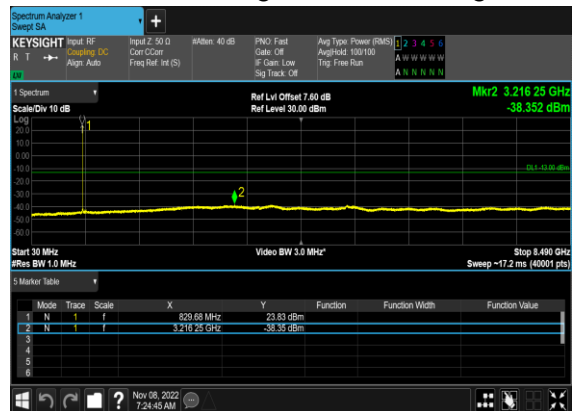 Spectrum Analyzer 1
Swept SA
+
KEYSIGHT Input: RF Input Z: 50 Ω #Atten: 40 dB PNO: Fast Avg Type: Power (RMS) 1 2 3 4 5 6
R T Coupling: DC Corr CCorr Gate: Off Avg|Hold: 100/100 A W W W W W
Align: Auto Freq Ref: Int (S) IF Gain: Low Trig: Free Run
Sig Track: Off A N N N N N
1 Spectrum Ref Lvl Offset 7.60 dB Mkr2 3.216 25 GHz
Scale/Div 10 dB Ref Level 30.00 dBm -38.352 dBm
Log
20.0
10.0
0.00
-10.0
-20.0
-30.0
-40.0
-50.0
-60.0
1
2
DL1 -13.00 dBm
Start 30 MHz Video BW 3.0 MHz* Stop 8.490 GHz
#Res BW 1.0 MHz Sweep ~17.2 ms (40001 pts)
5 Marker Table
Mode Trace Scale X Y Function Function Width Function Value
1 N 1 f 829.68 MHz 23.83 dBm
2 N 1 f 3.216 25 GHz -38.35 dBm
3
4
5
6
? Nov 08, 2022
7:24:45 AM